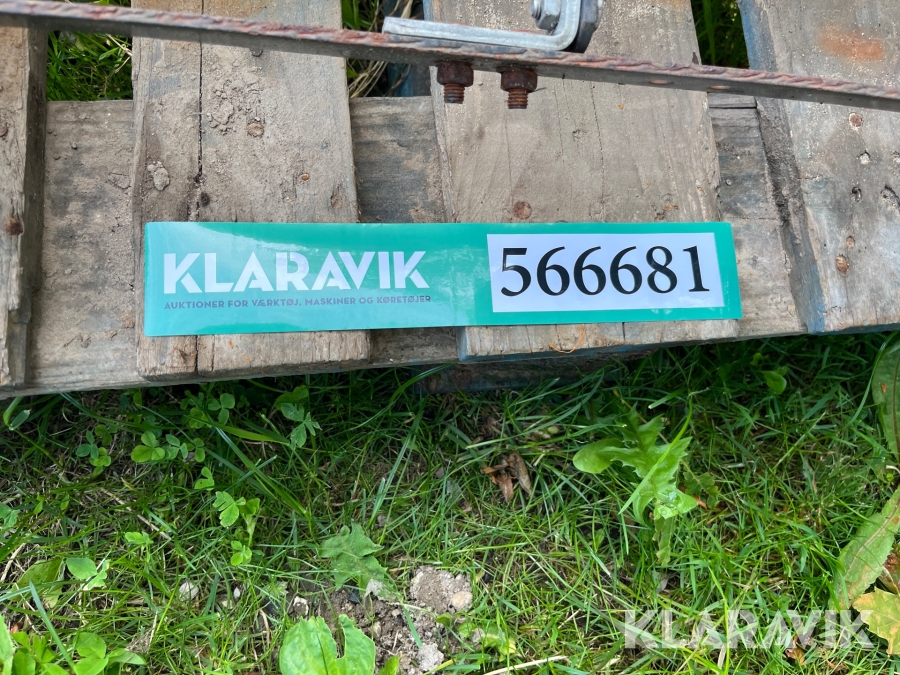 KLARAVIK
AUKTIONER FOR VÆRKTØJ, MASKINER OG KØRETØJER
566681
KLARAVIK